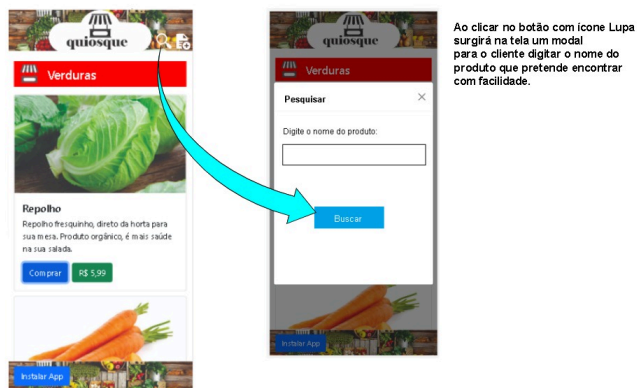 quiosque
Verduras
Repolho
Repolho fresquinho, direto da horta para
sua mesa. Produto orgânico, é mais saúde
na sua salada.
Comprar
R$ 5,99
Instalar App
quiosque
Verduras
Pesquisar
×
Digite o nome do produto:
Buscar
Instalar App
Ao clicar no botão com ícone Lupa
surgirá na tela um modal
para o cliente digitar o nome do
produto que pretende encontrar
com facilidade.